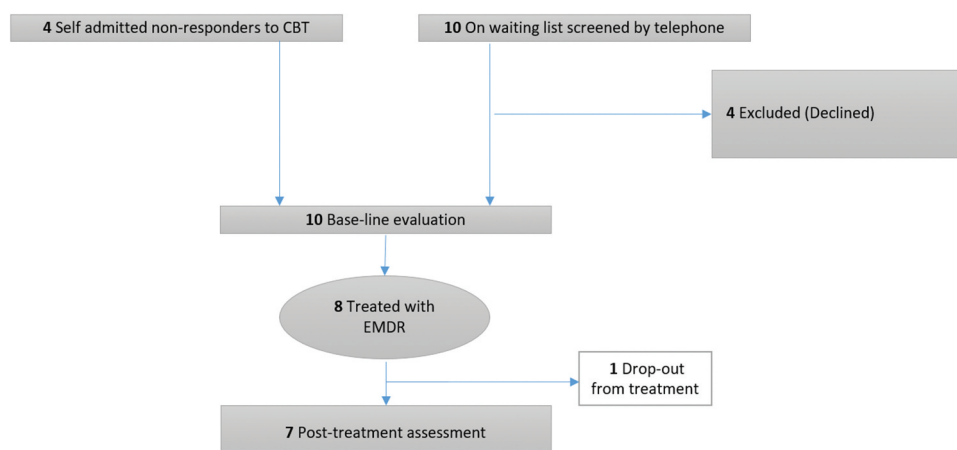 4 Self admitted non-responders to CBT
10 On waiting list screened by telephone
4 Excluded (Declined)
10 Base-line evaluation
8 Treated with
EMDR
1 Drop-out
from treatment
7 Post-treatment assessment